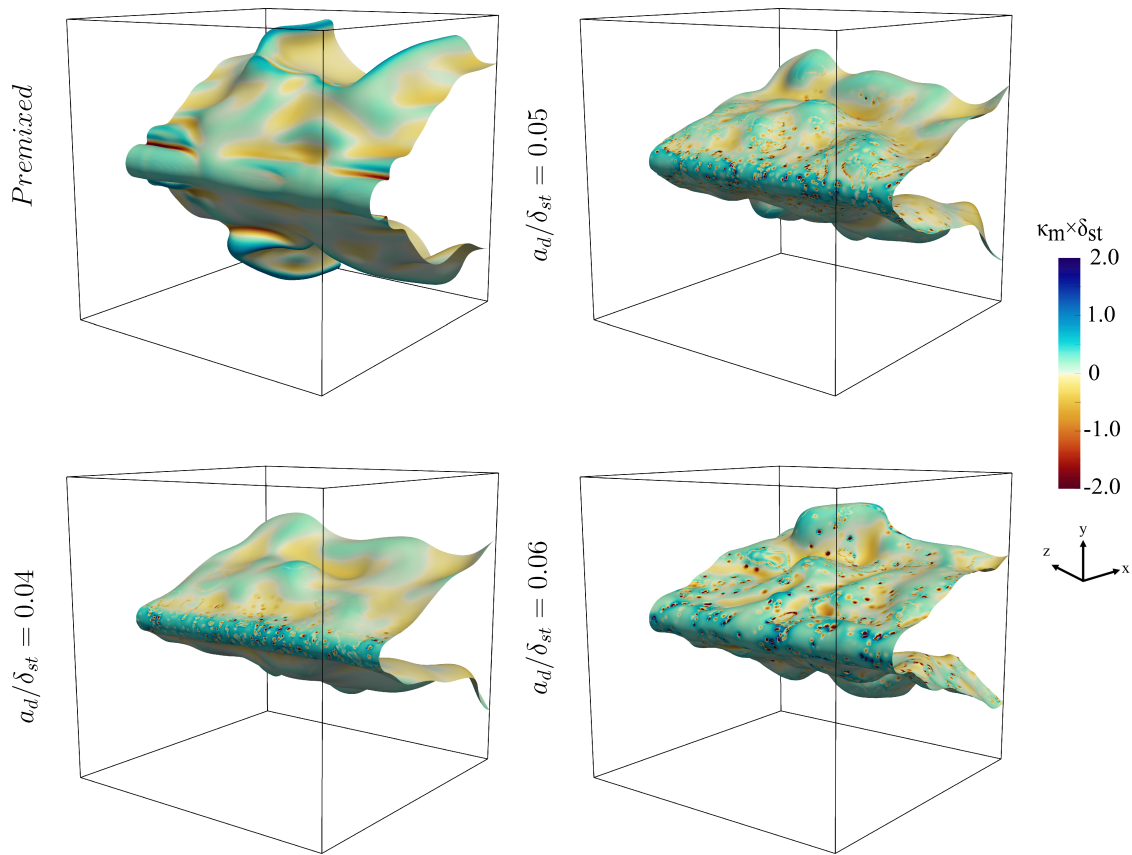 Premixed
a_d/δ_st = 0.05
κ_m×δ_st
2.0
1.0
0
-1.0
-2.0
y
z
x
a_d/δ_st = 0.04
a_d/δ_st = 0.06